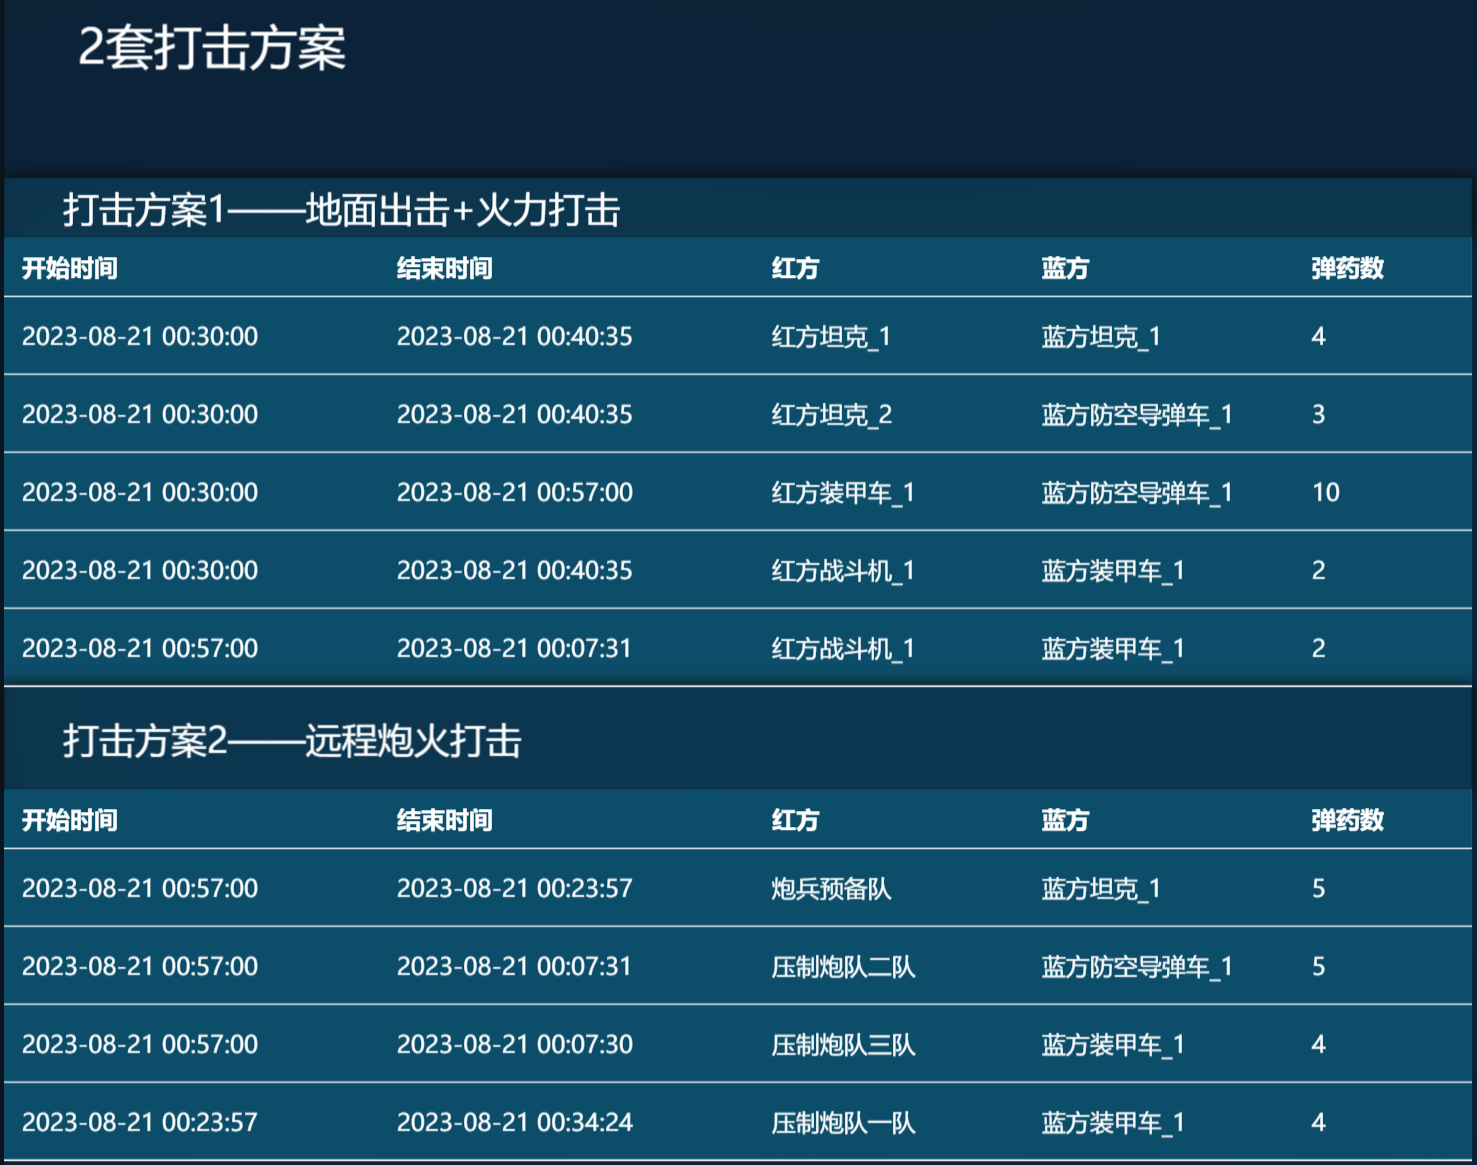 2套打击方案
打击方案1——地面出击+火力打击
开始时间 结束时间 红方 蓝方 弹药数
2023-08-21 00:30:00 2023-08-21 00:40:35 红方坦克_1 蓝方坦克_1 4
2023-08-21 00:30:00 2023-08-21 00:40:35 红方坦克_2 蓝方防空导弹车_1 3
2023-08-21 00:30:00 2023-08-21 00:57:00 红方装甲车_1 蓝方防空导弹车_1 10
2023-08-21 00:30:00 2023-08-21 00:40:35 红方战斗机_1 蓝方装甲车_1 2
2023-08-21 00:57:00 2023-08-21 00:07:31 红方战斗机_1 蓝方装甲车_1 2
打击方案2——远程炮火打击
开始时间 结束时间 红方 蓝方 弹药数
2023-08-21 00:57:00 2023-08-21 00:23:57 炮兵预备队 蓝方坦克_1 5
2023-08-21 00:57:00 2023-08-21 00:07:31 压制炮队二队 蓝方防空导弹车_1 5
2023-08-21 00:57:00 2023-08-21 00:07:30 压制炮队三队 蓝方装甲车_1 4
2023-08-21 00:23:57 2023-08-21 00:34:24 压制炮队一队 蓝方装甲车_1 4